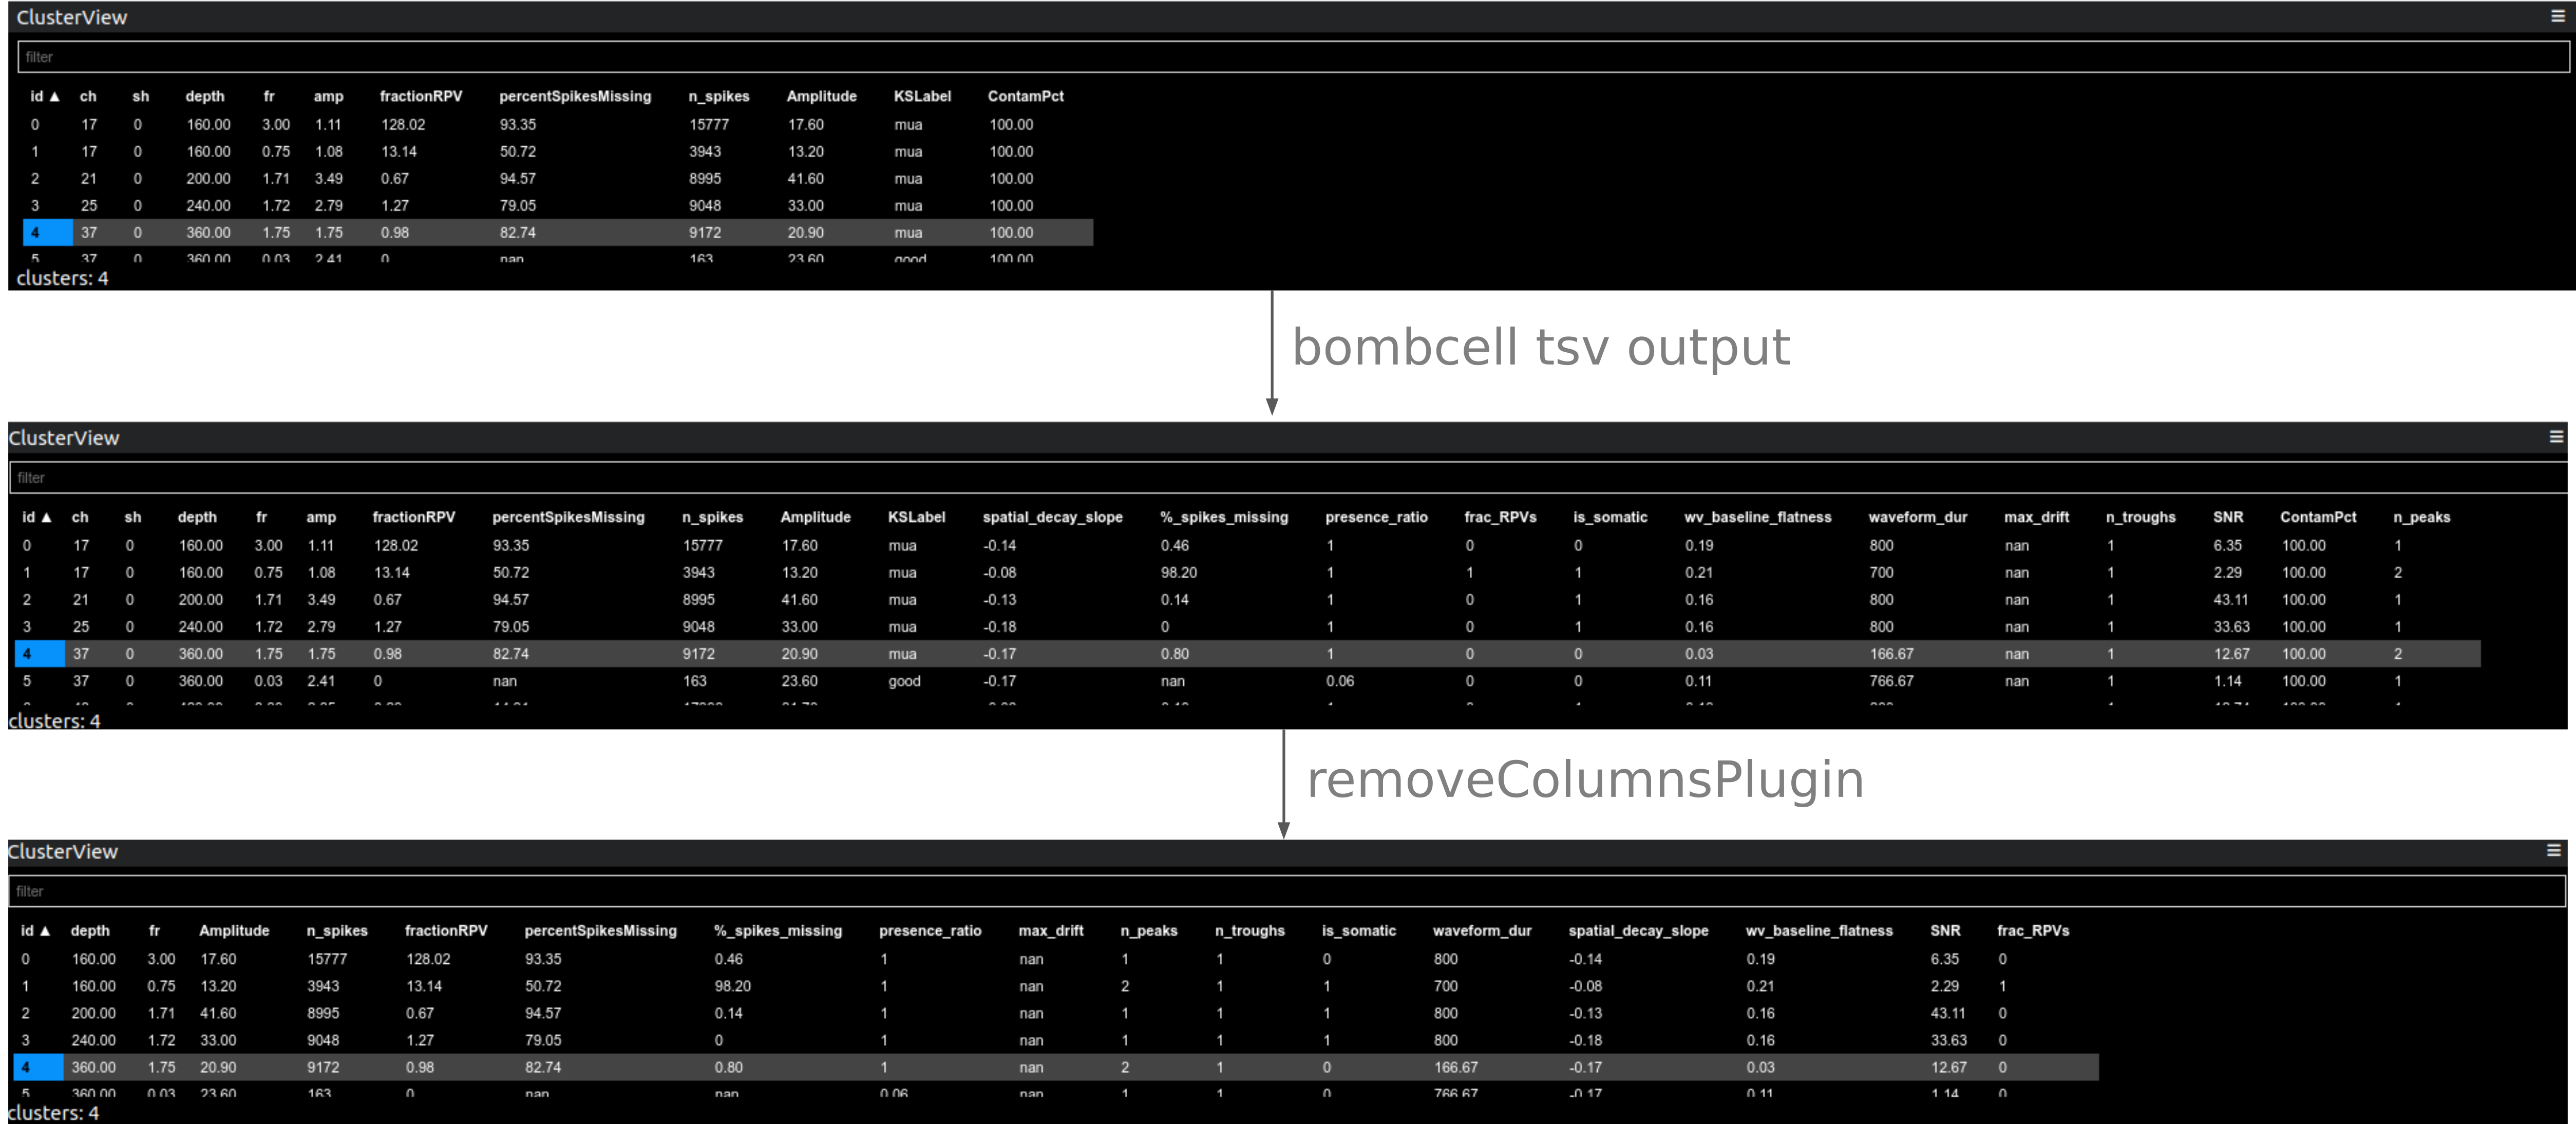 ClusterView ≡
filter
id ▲ ch sh depth fr amp fractionRPV percentSpikesMissing n_spikes Amplitude KSLabel ContamPct
0 17 0 160.00 3.00 1.11 128.02 93.35 15777 17.60 mua 100.00
1 17 0 160.00 0.75 1.08 13.14 50.72 3943 13.20 mua 100.00
2 21 0 200.00 1.71 3.49 0.67 94.57 8995 41.60 mua 100.00
3 25 0 240.00 1.72 2.79 1.27 79.05 9048 33.00 mua 100.00
4 37 0 360.00 1.75 1.75 0.98 82.74 9172 20.90 mua 100.00
5 37 0 360.00 0.03 2.41 0 nan 163 23.60 good 100.00
clusters: 4
bombcell tsv output
ClusterView ≡
filter
id ▲ ch sh depth fr amp fractionRPV percentSpikesMissing n_spikes Amplitude KSLabel spatial_decay_slope %_spikes_missing presence_ratio frac_RPVs is_somatic wv_baseline_flatness waveform_dur max_drift n_troughs SNR ContamPct n_peaks
0 17 0 160.00 3.00 1.11 128.02 93.35 15777 17.60 mua -0.14 0.46 1 0 0 0.19 800 nan 1 6.35 100.00 1
1 17 0 160.00 0.75 1.08 13.14 50.72 3943 13.20 mua -0.08 98.20 1 1 1 0.21 700 nan 1 2.29 100.00 2
2 21 0 200.00 1.71 3.49 0.67 94.57 8995 41.60 mua -0.13 0.14 1 0 1 0.16 800 nan 1 43.11 100.00 1
3 25 0 240.00 1.72 2.79 1.27 79.05 9048 33.00 mua -0.18 0 1 0 1 0.16 800 nan 1 33.63 100.00 1
4 37 0 360.00 1.75 1.75 0.98 82.74 9172 20.90 mua -0.17 0.80 1 0 0 0.03 166.67 nan 1 12.67 100.00 2
5 37 0 360.00 0.03 2.41 0 nan 163 23.60 good -0.17 nan 0.06 0 0 0.11 766.67 nan 1 1.14 100.00 1
clusters: 4
removeColumnsPlugin
ClusterView ≡
filter
id ▲ depth fr Amplitude n_spikes fractionRPV percentSpikesMissing %_spikes_missing presence_ratio max_drift n_peaks n_troughs is_somatic waveform_dur spatial_decay_slope wv_baseline_flatness SNR frac_RPVs
0 160.00 3.00 17.60 15777 128.02 93.35 0.46 1 nan 1 1 0 800 -0.14 0.19 6.35 0
1 160.00 0.75 13.20 3943 13.14 50.72 98.20 1 nan 2 1 1 700 -0.08 0.21 2.29 1
2 200.00 1.71 41.60 8995 0.67 94.57 0.14 1 nan 1 1 1 800 -0.13 0.16 43.11 0
3 240.00 1.72 33.00 9048 1.27 79.05 0 1 nan 1 1 1 800 -0.18 0.16 33.63 0
4 360.00 1.75 20.90 9172 0.98 82.74 0.80 1 nan 2 1 0 166.67 -0.17 0.03 12.67 0
5 360.00 0.03 23.60 163 0 nan nan 0.06 nan 1 1 0 766.67 -0.17 0.11 1.14 0
clusters: 4